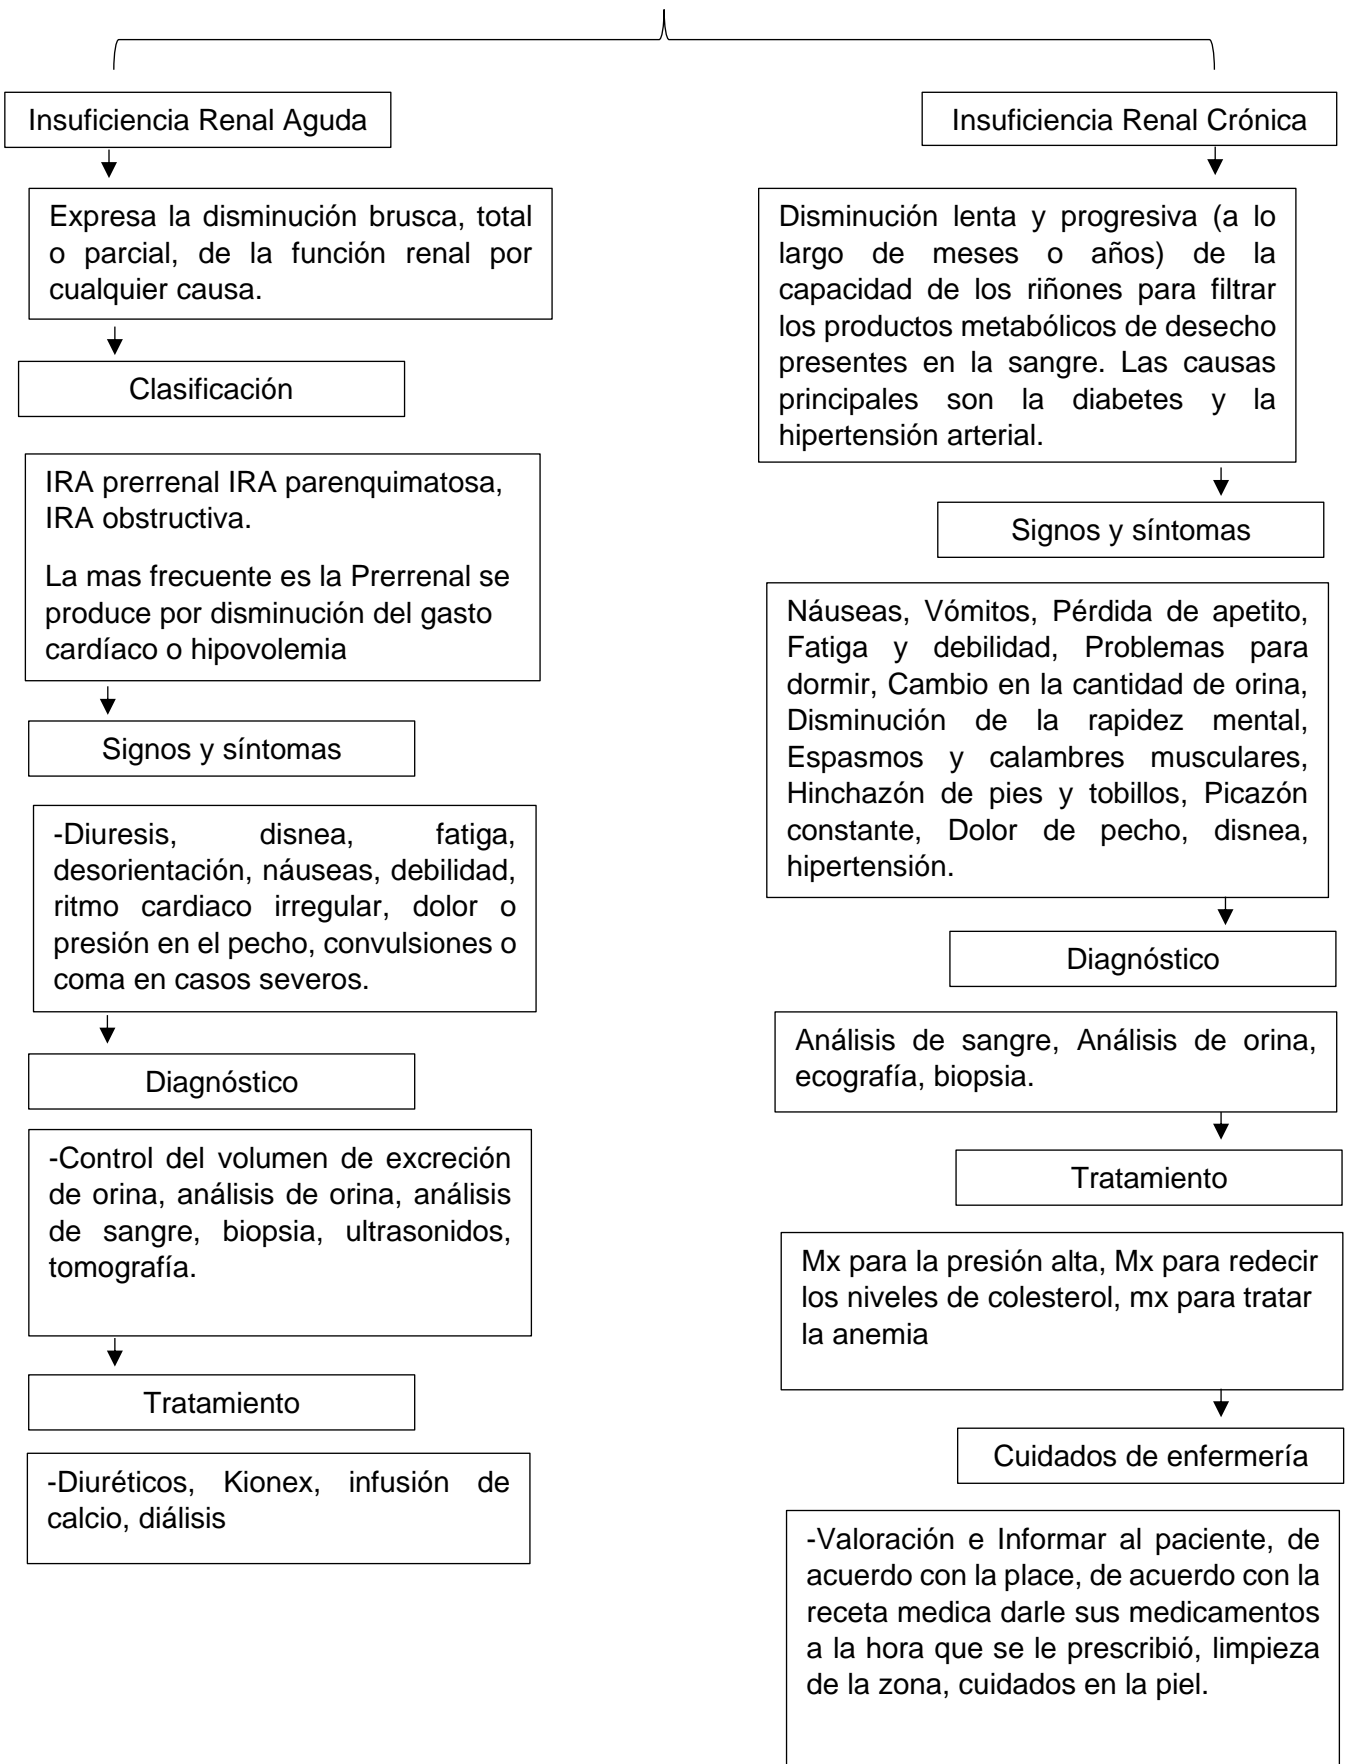 Insuficiencia Renal Aguda
Expresa la disminución brusca, total
o parcial, de la función renal por
cualquier causa.
Clasificación
IRA prerrenal IRA parenquimatosa,
IRA obstructiva.
La mas frecuente es la Prerrenal se
produce por disminución del gasto
cardíaco o hipovolemia
Signos y síntomas
-Diuresis, disnea, fatiga,
desorientación, náuseas, debilidad,
ritmo cardiaco irregular, dolor o
presión en el pecho, convulsiones o
coma en casos severos.
Diagnóstico
-Control del volumen de excreción
de orina, análisis de orina, análisis
de sangre, biopsia, ultrasonidos,
tomografía.
Tratamiento
-Diuréticos, Kionex, infusión de
calcio, diálisis
Insuficiencia Renal Crónica
Disminución lenta y progresiva (a lo
largo de meses o años) de la
capacidad de los riñones para filtrar
los productos metabólicos de desecho
presentes en la sangre. Las causas
principales son la diabetes y la
hipertensión arterial.
Signos y síntomas
Náuseas, Vómitos, Pérdida de apetito,
Fatiga y debilidad, Problemas para
dormir, Cambio en la cantidad de orina,
Disminución de la rapidez mental,
Espasmos y calambres musculares,
Hinchazón de pies y tobillos, Picazón
constante, Dolor de pecho, disnea,
hipertensión.
Diagnóstico
Análisis de sangre, Análisis de orina,
ecografía, biopsia.
Tratamiento
Mx para la presión alta, Mx para redecir
los niveles de colesterol, mx para tratar
la anemia
Cuidados de enfermería
-Valoración e Informar al paciente, de
acuerdo con la place, de acuerdo con la
receta medica darle sus medicamentos
a la hora que se le prescribió, limpieza
de la zona, cuidados en la piel.